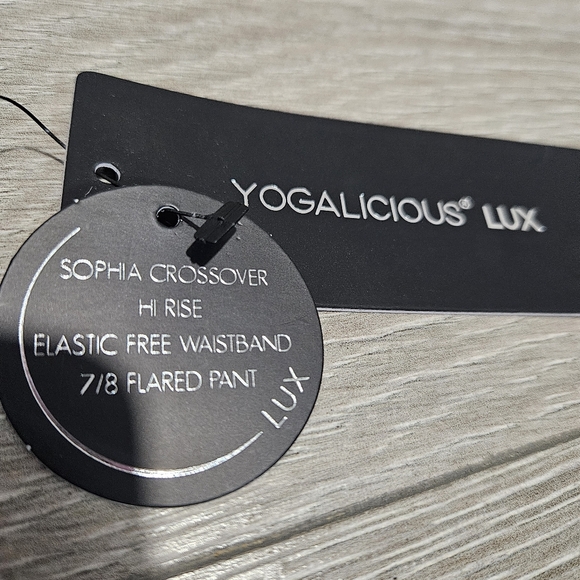 YOGALICIOUS® LUX
SOPHIA CROSSOVER
HI RISE
ELASTIC FREE WAISTBAND
7/8 FLARED PANT
LUX